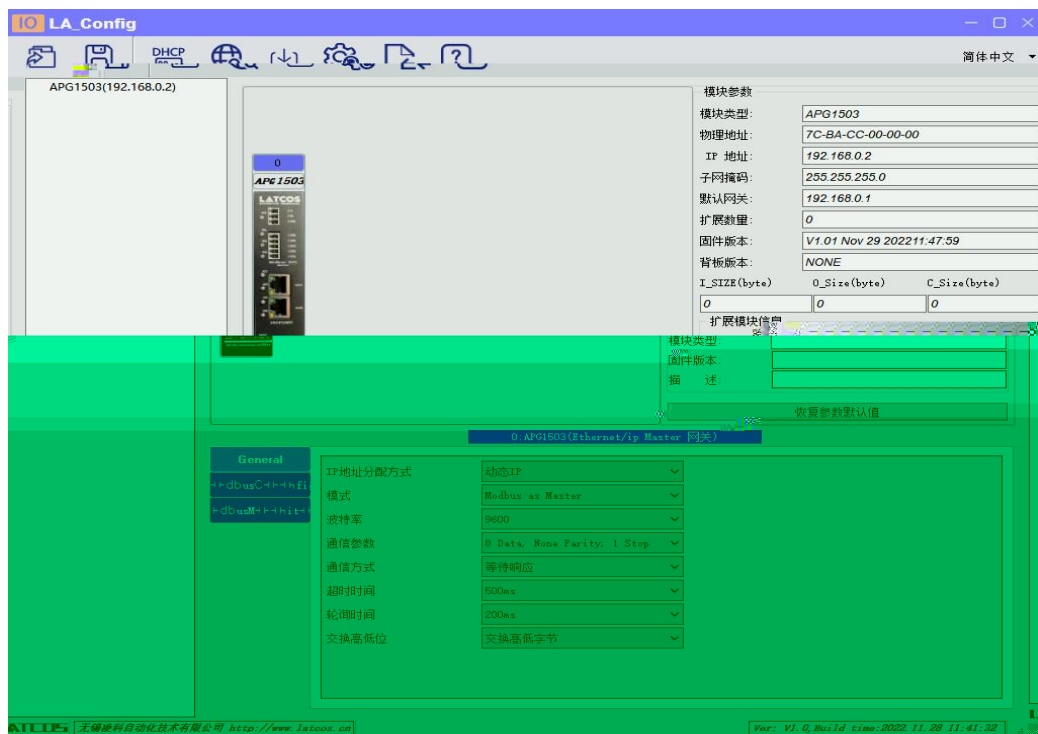 IO LA_Config
DHCP
简体中文
APG1503(192.168.0.2)
0
APG1503
LATCOS
模块参数
模块类型: APG1503
物理地址: 7C-BA-CC-00-00-00
IP 地址: 192.168.0.2
子网掩码: 255.255.255.0
默认网关: 192.168.0.1
扩展数量: 0
固件版本: V1.01 Nov 29 202211:47:59
背板版本: NONE
I_SIZE(byte) O_Size(byte) C_Size(byte)
0 0 0
扩展模块信息
模块类型:
固件版本:
描 述:
恢复参数默认值
0:APG1503(Ethernet/ip Master 网关)
General
IP地址分配方式 动态IP
模式 Modbus as Master
波特率 9600
通信参数 8 Data, None Parity, 1 Stop
通信方式 等待响应
超时时间 500ms
轮询时间 200ms
交换高低位 交换高低字节
无锡凌科自动化技术有限公司 http://www.latcos.cn
Ver: V1.0,Build time:2022.11.28 11:41:32